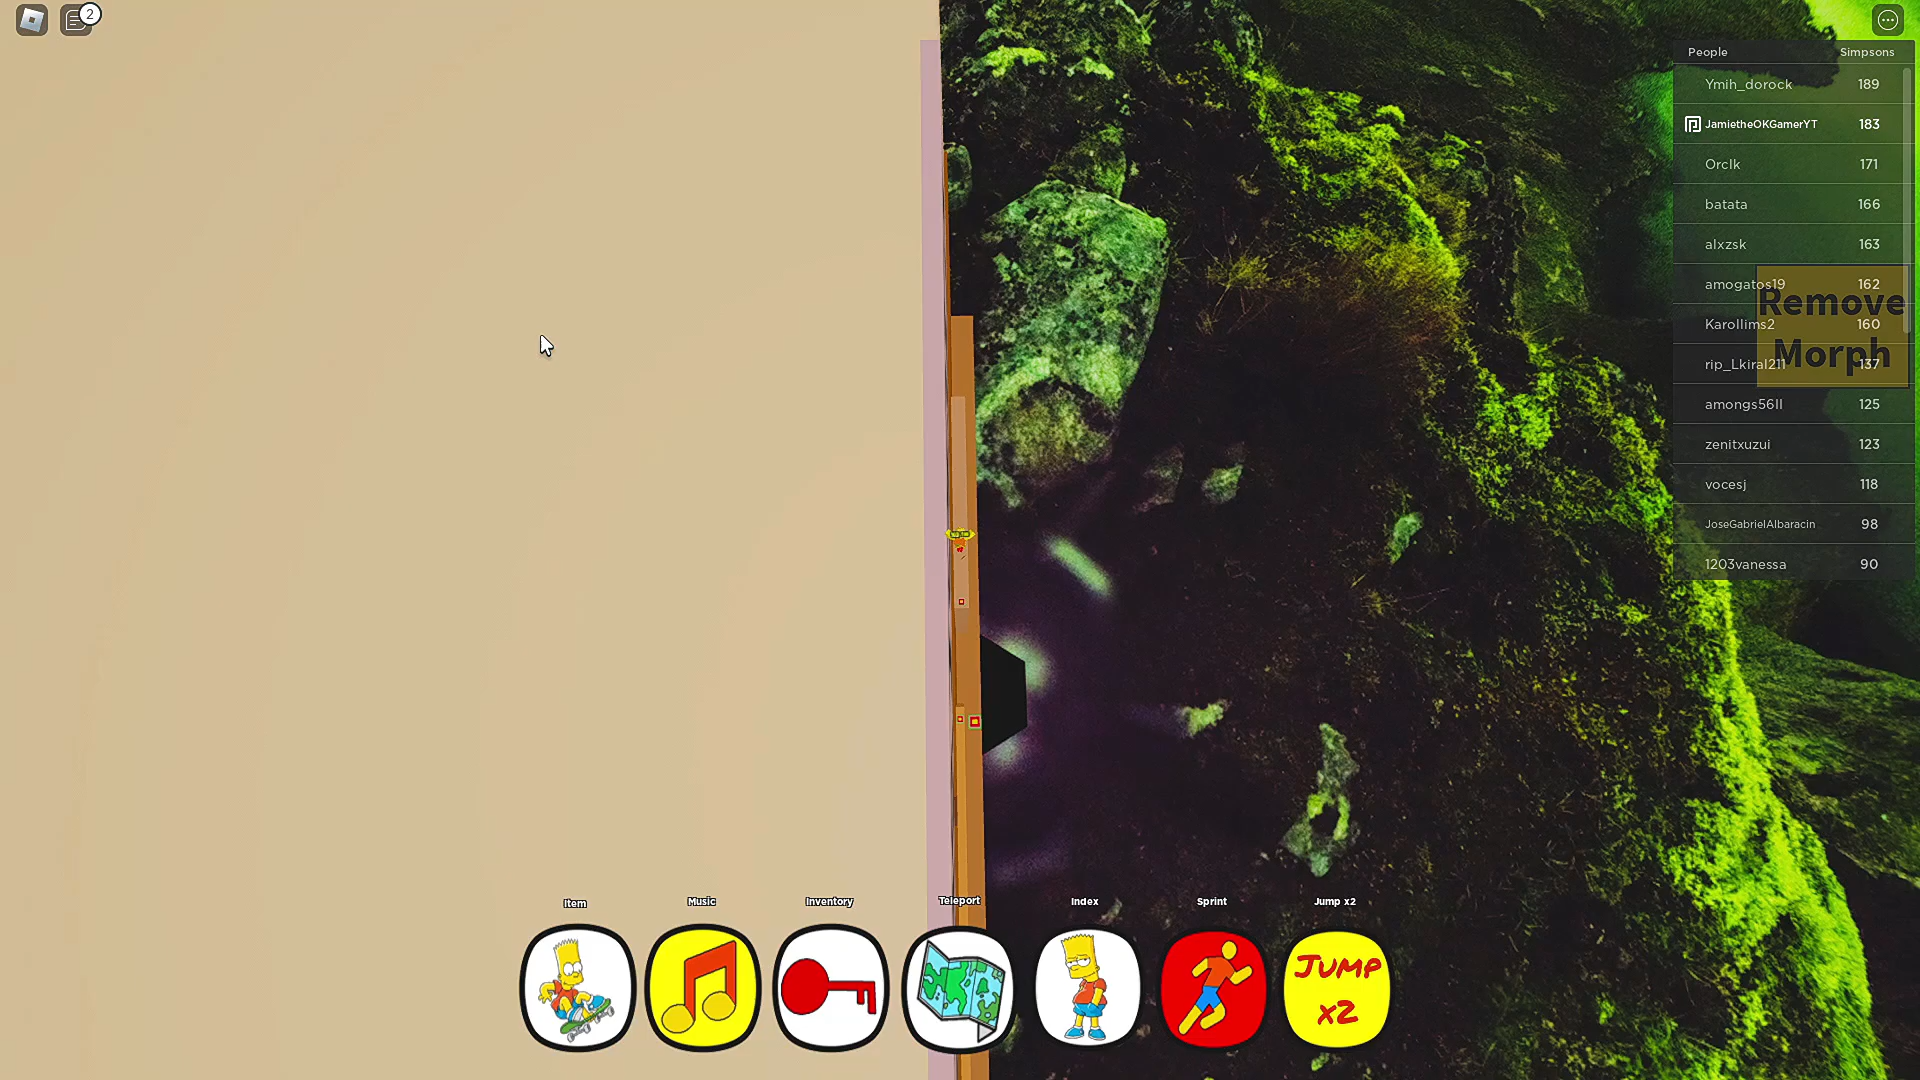 2
People Simpsons
Ymih_dorock 189
JamietheOKGamerYT 183
Orclk 171
batata 166
alxzsk 163
amogatos19 162
Karollims2 160
rip_Lkiral211 137
Remove
Morph
amongs56II 125
zenitxuzui 123
vocesj 118
JoseGabrielAlbaracin 98
1203vanessa 90
Item
Music
Inventory
Teleport
Index
Sprint
Jump x2
JUMP
x2